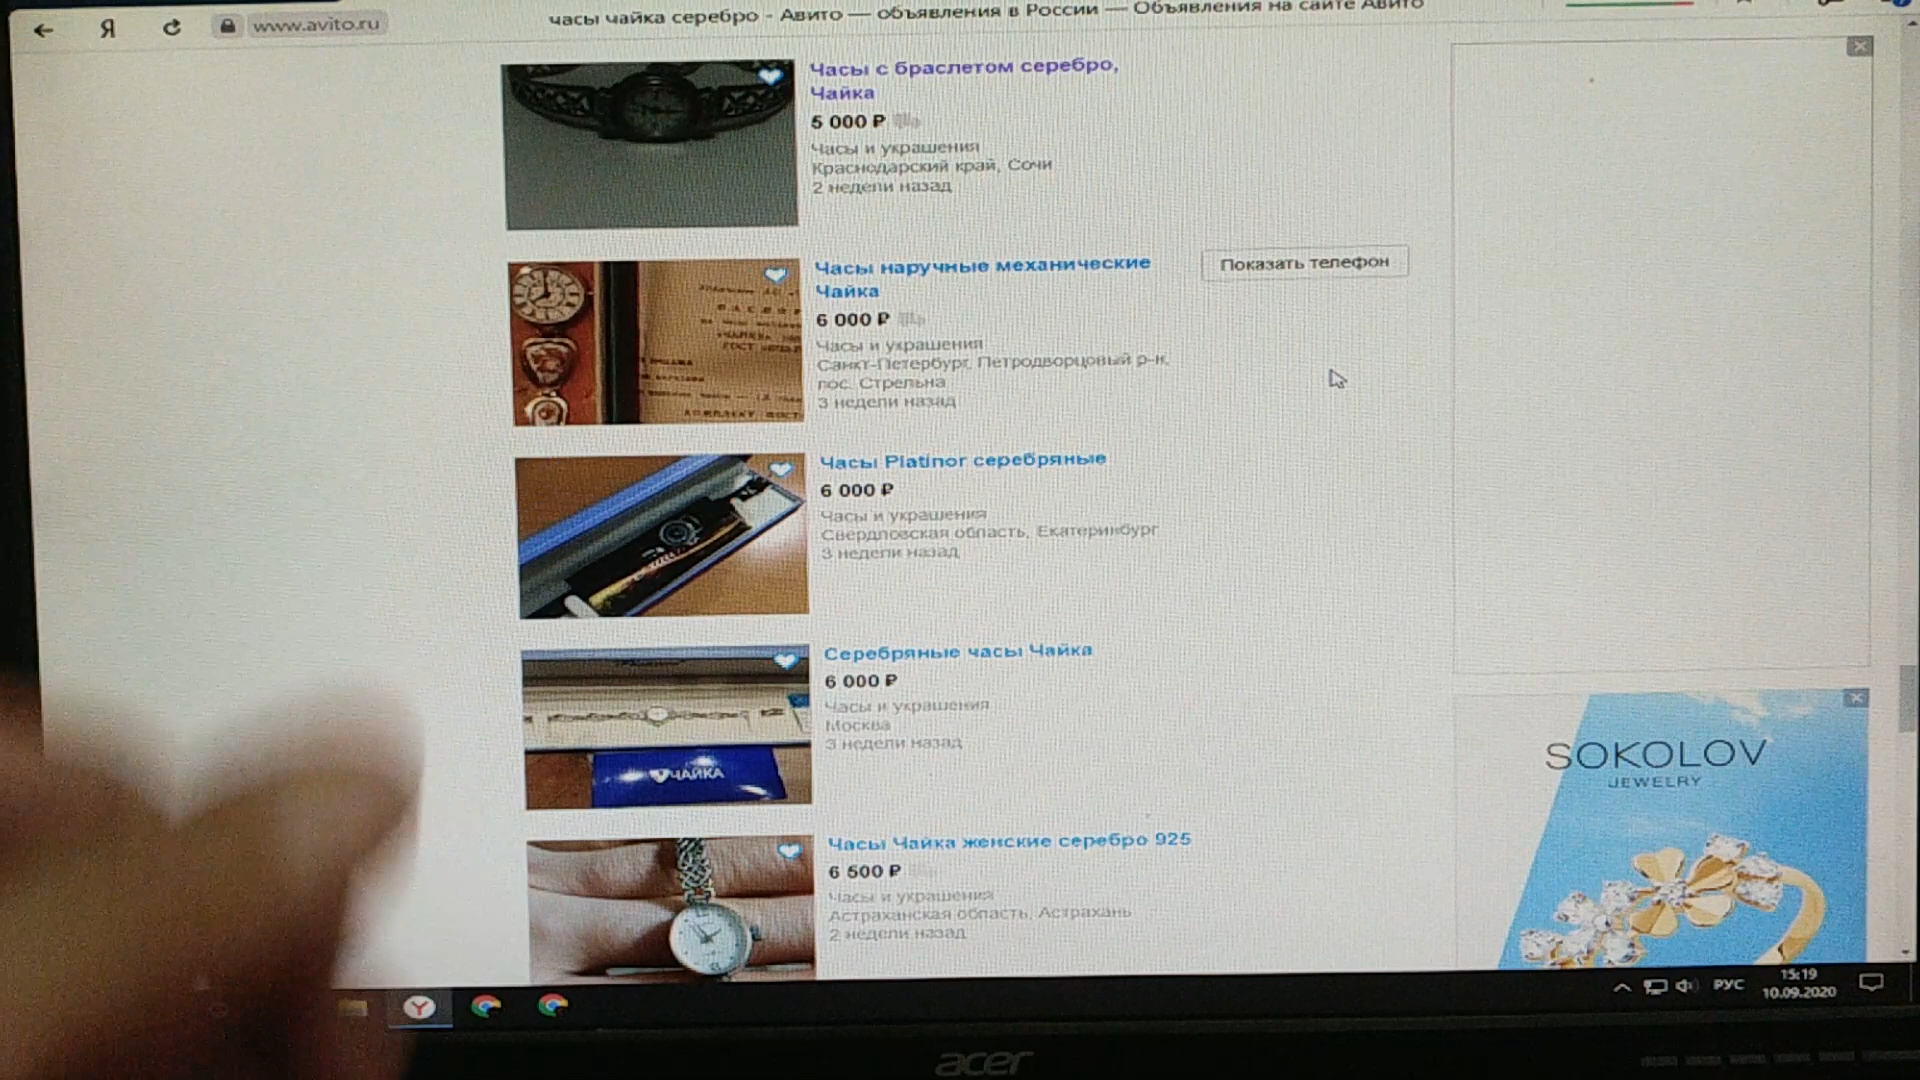 Я
www.avito.ru
часы чайка серебро - Авито — объявления в России — Объявления на сайте Авито
Часы с браслетом серебро,
Чайка
5 000 ₽
Часы и украшения
Краснодарский край, Сочи
2 недели назад
Часы наручные механические
Чайка
6 000 ₽
Часы и украшения
Санкт-Петербург, Петродворцовый р-н,
пос. Стрельна
3 недели назад
Показать телефон
Часы Platinor серебряные
6 000 ₽
Часы и украшения
Свердловская область, Екатеринбург
3 недели назад
Серебряные часы Чайка
6 000 ₽
Часы и украшения
Москва
3 недели назад
ЧАЙКА
Часы Чайка женские серебро 925
6 500 ₽
Часы и украшения
Астраханская область, Астрахань
2 недели назад
SOKOLOV
JEWELRY
РУС
15:19
10.09.2020
acer